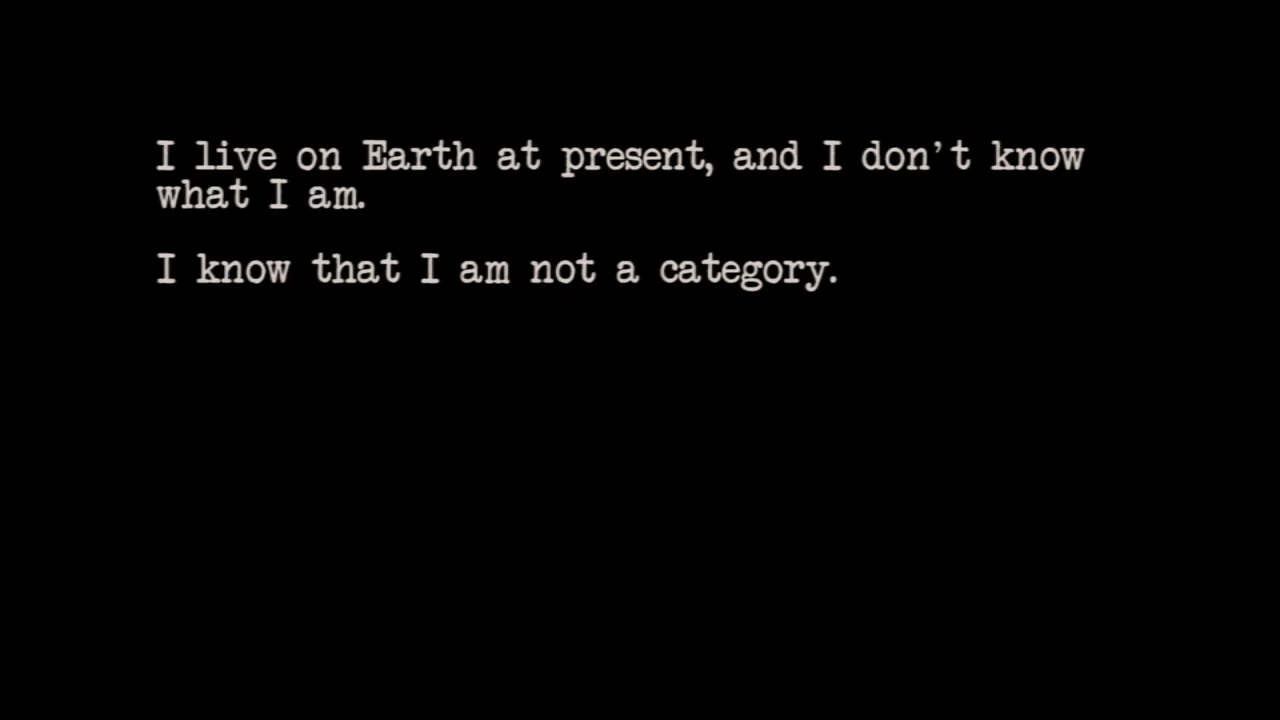 I live on Earth at present, and I don't know
what I am.
I know that I am not a category.